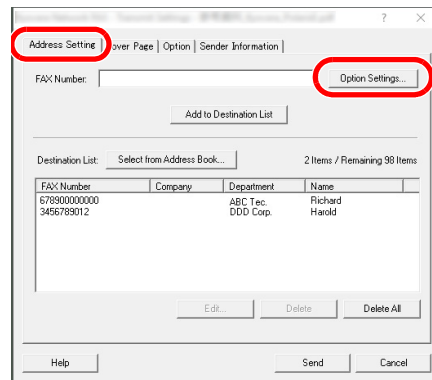 Address Setting over Page Option Sender Information
FAX Number: Option Settings...
Add to Destination List
Destination List: Select from Address Book... 2 Items / Remaining 98 Items
FAX Number Company Department Name
678900000000 ABC Tec. Richard
3456789012 DDD Corp. Harold
Edit... Delete Delete All
Help Send Cancel